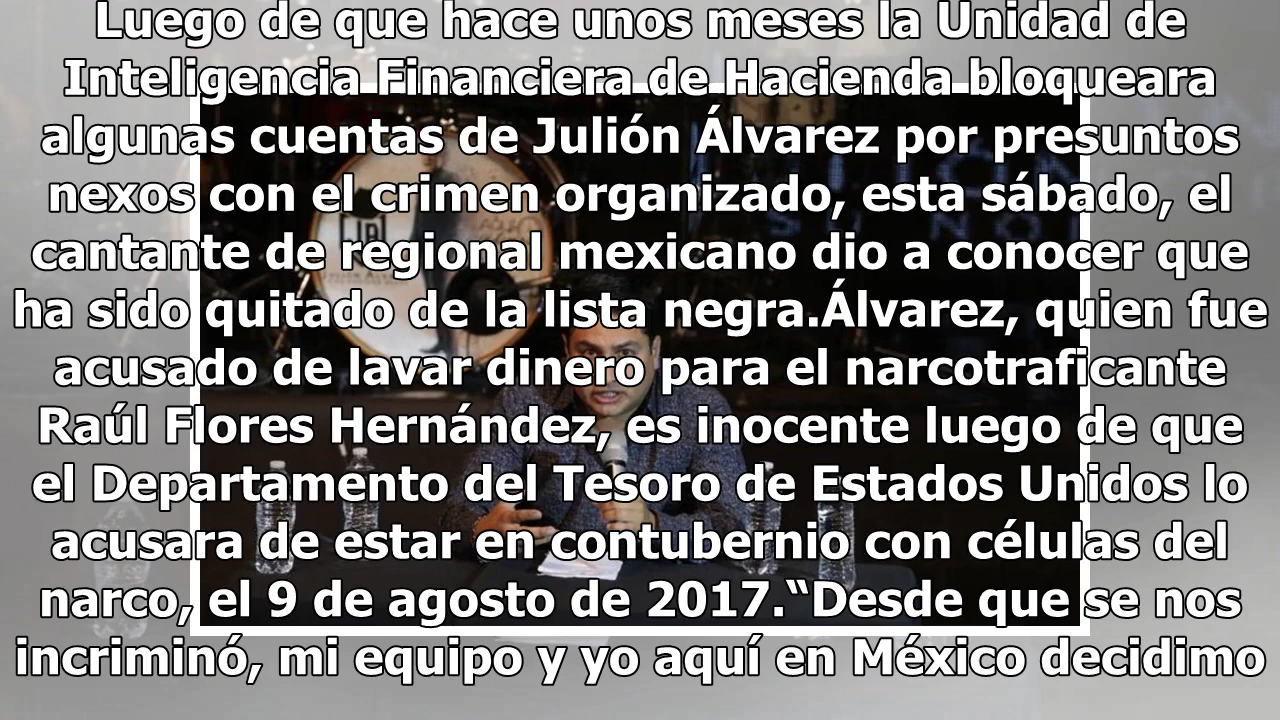 Luego de que hace unos meses la Unidad de
Inteligencia Financiera de Hacienda bloqueara
algunas cuentas de Julión Álvarez por presuntos
nexos con el crimen organizado, esta sábado, el
cantante de regional mexicano dio a conocer que
ha sido quitado de la lista negra.Álvarez, quien fue
acusado de lavar dinero para el narcotraficante
Raúl Flores Hernández, es inocente luego de que
el Departamento del Tesoro de Estados Unidos lo
acusara de estar en contubernio con células del
narco, el 9 de agosto de 2017.“Desde que se nos
incriminó, mi equipo y yo aquí en México decidimo